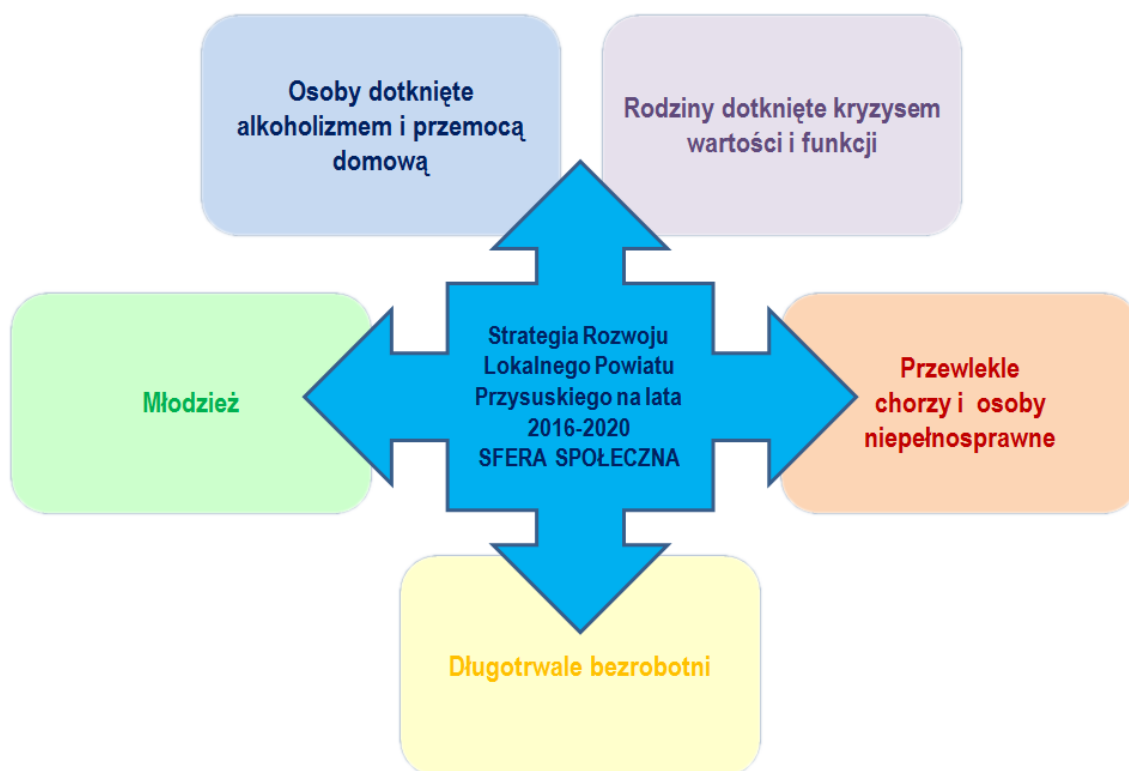 Osoby dotknięte
alkoholizmem i przemocą
domową
Rodziny dotknięte kryzysem
wartości i funkcji
Młodzież
Strategia Rozwoju
Lokalnego Powiatu
Przysuskiego na lata
2016-2020
SFERA SPOŁECZNA
Przewlekle
chorzy i osoby
niepełnosprawne
Długotrwale bezrobotni